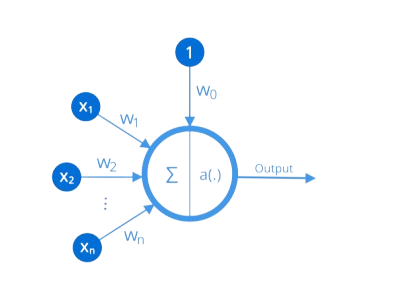 1
w₀
x₁
w₁
x₂
w₂
⋮
xₙ
wₙ
Σ
a(.)
Output